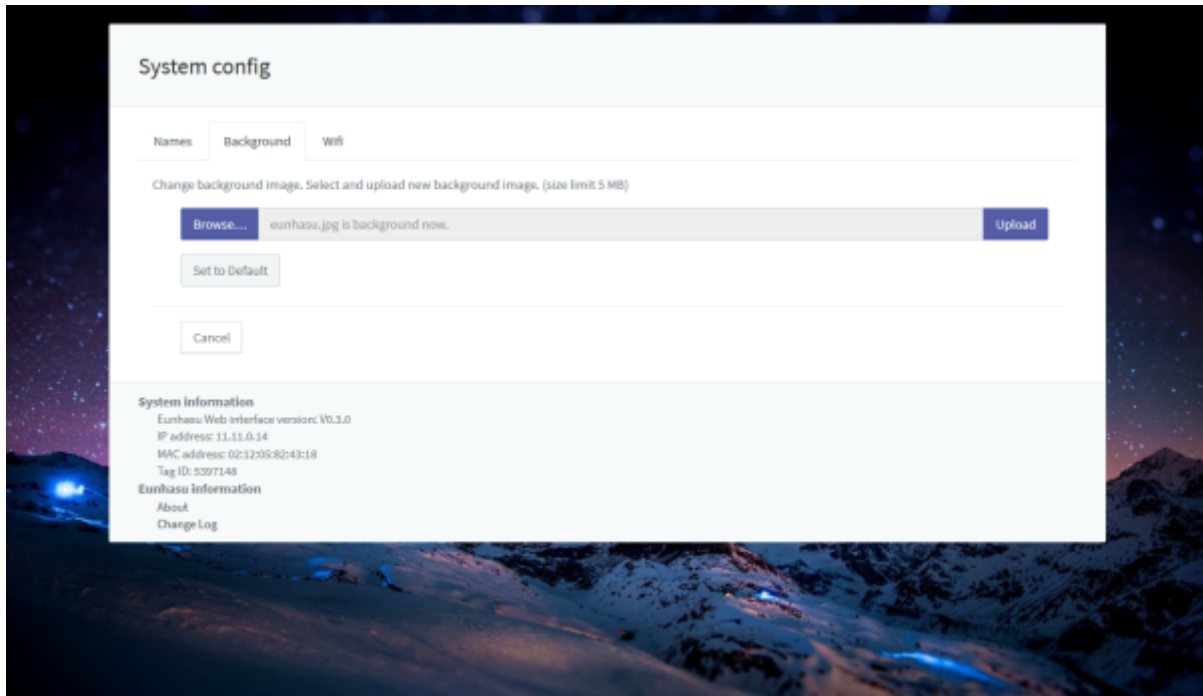 System config
Names Background Wifi
Change background image. Select and upload new background image. (size limit 5 MB)
Browse... eunhasu.jpg is background now. Upload
Set to Default
Cancel
System information
Eunhasu Web interface version: V0.3.0
IP address: 11.11.0.14
MAC address: 02:12:05:82:43:18
Tag ID: 5397148
Eunhasu information
About
Change Log